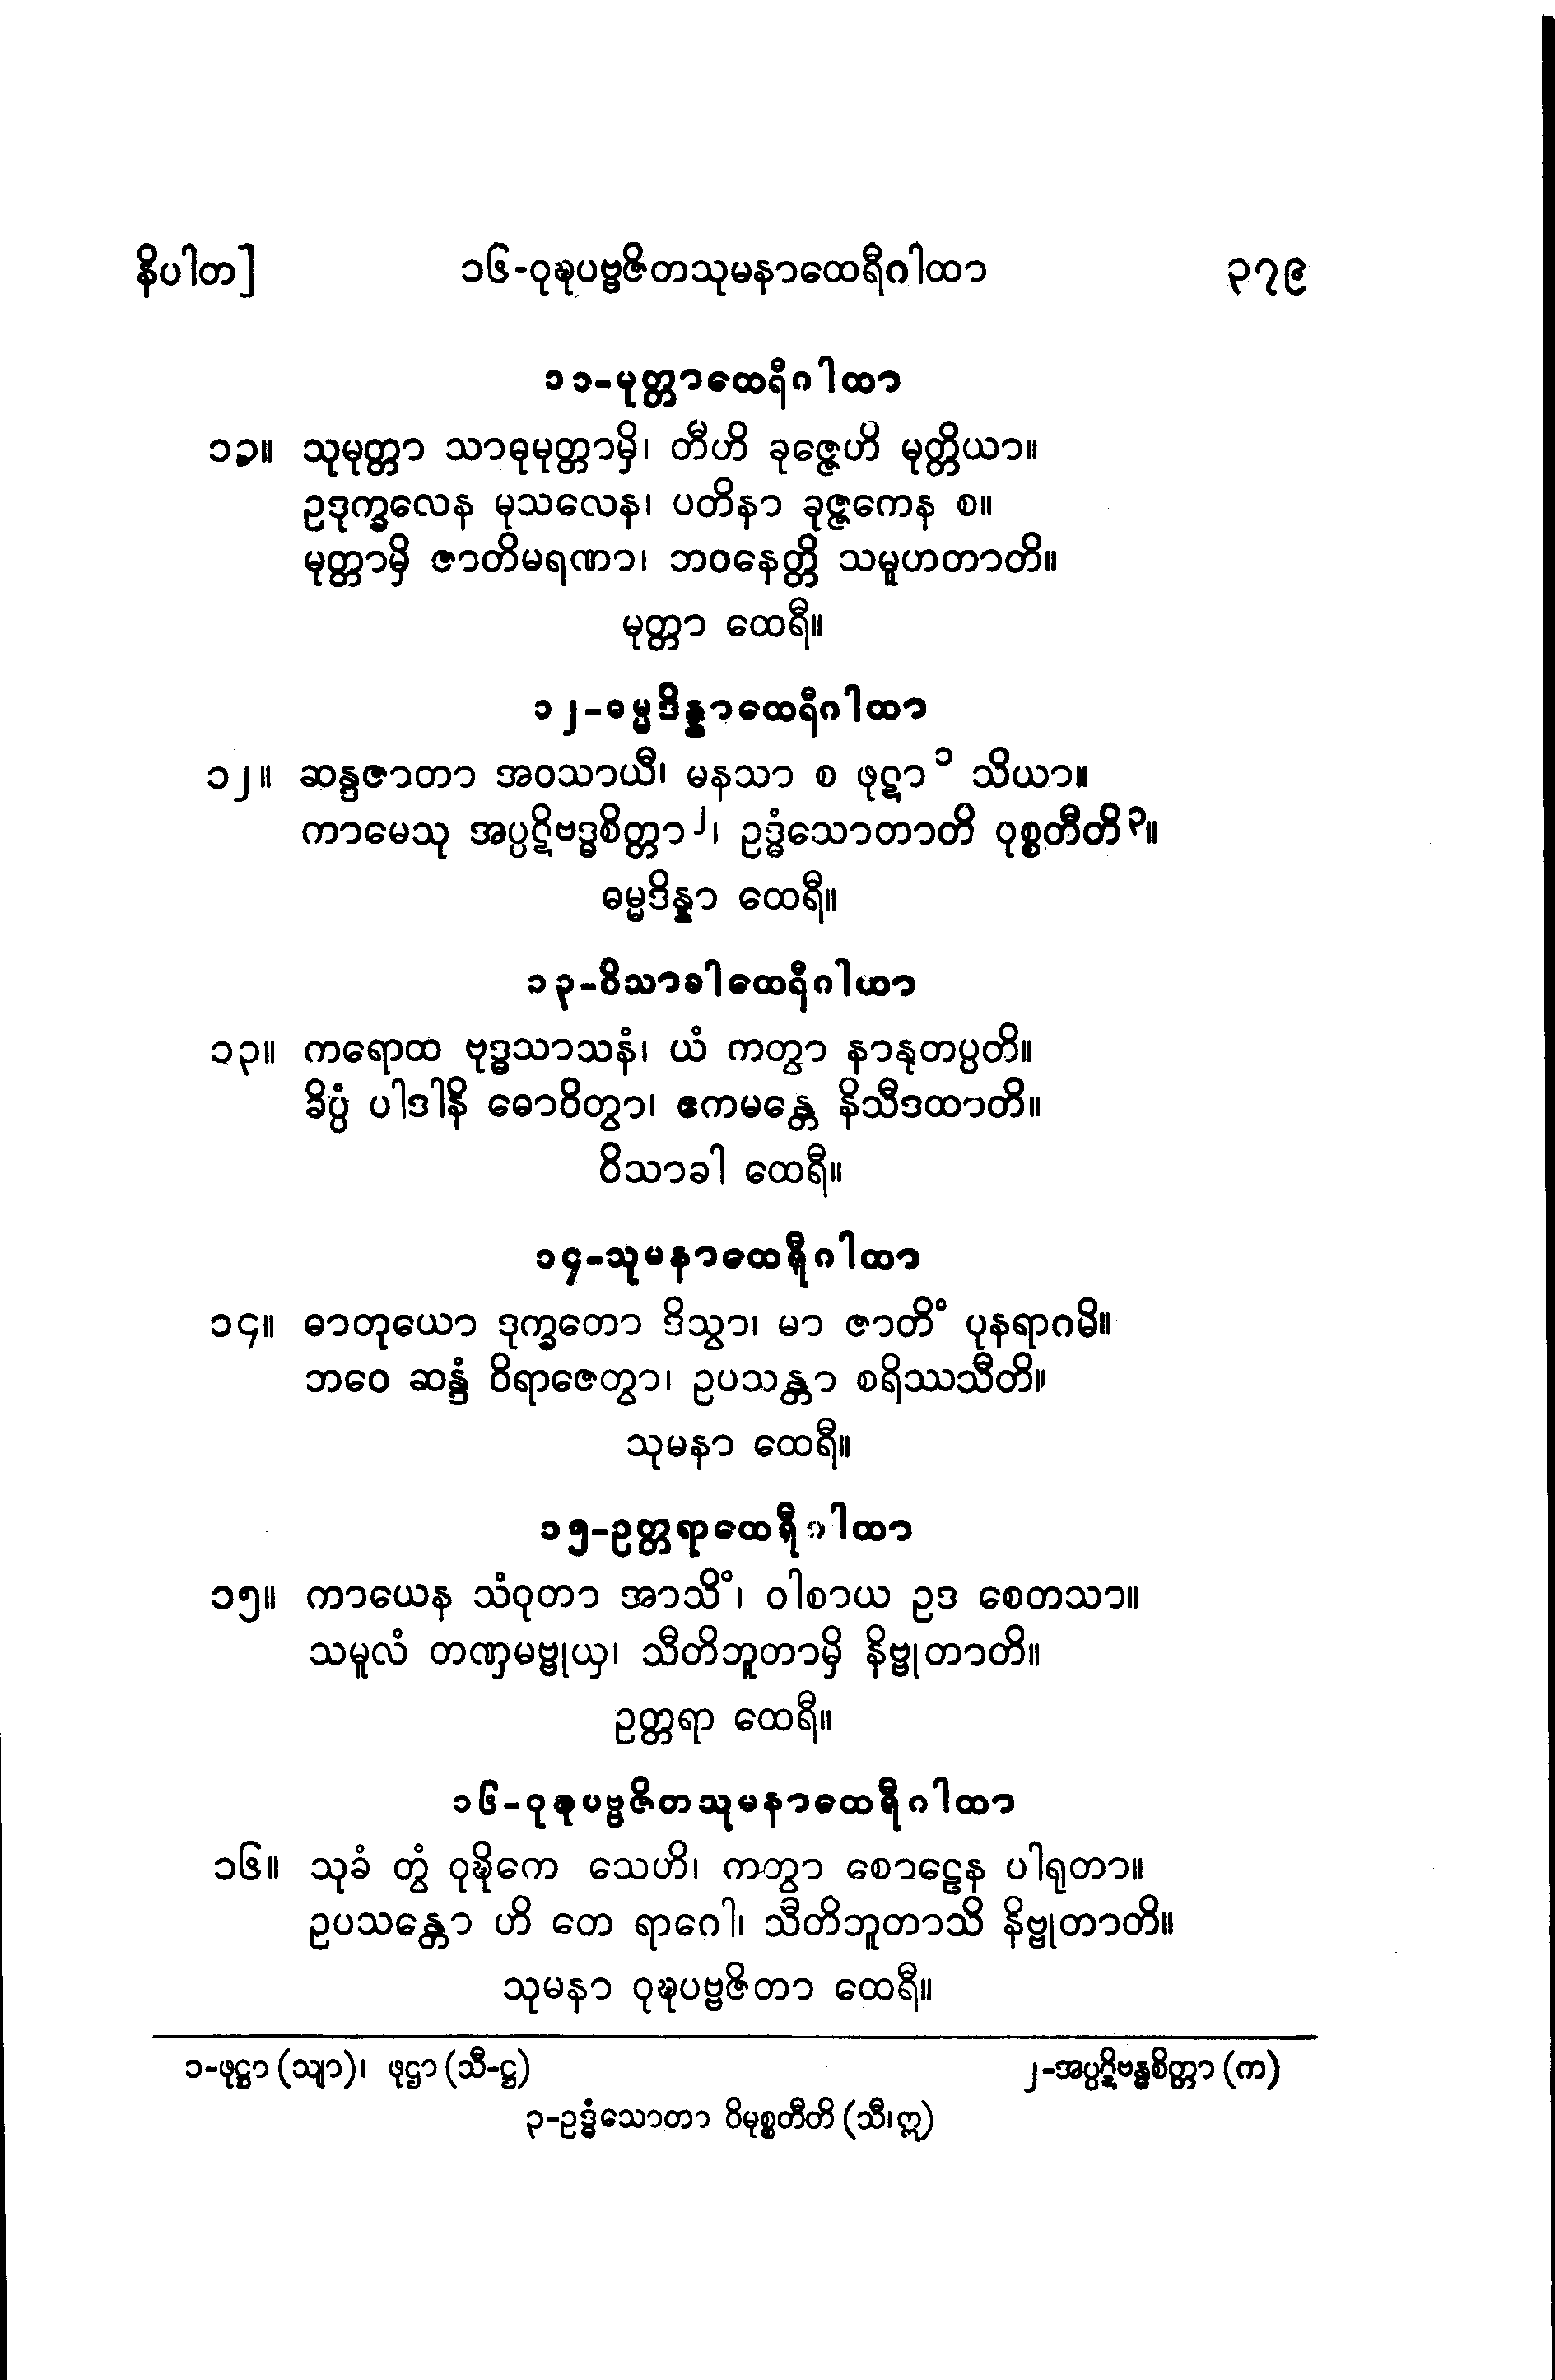 နိပါတ]
၁၆-ဝုဍ္ဎပဗ္ဗဇိတသုမနာထေရီဂါထာ
၃၇၉
၁၁-မုတ္တာထေရီဂါထာ
၁၁။ သုမုတ္တာ သာဓုမုတ္တာမှိ၊ တီဟိ ခုဇ္ဇေဟိ မုတ္တိယာ။
ဥဒုက္ခလေန မုသလေန၊ ပတိနာ ခုဇ္ဇကေန စ။
မုတ္တာမှိ ဇာတိမရဏာ၊ ဘဝနေတ္တိ သမူဟတာတိ။
မုတ္တာ ထေရီ။
၁၂-ဓမ္မဒိန္နာထေရီဂါထာ
၁၂။ ဆန္ဒဇာတာ အဝသာယီ၊ မနသာ စ ဖုဋာ ၁ သိယာ။
ကာမေသု အပ္ပဋိဗဒ္ဓစိတ္တာ ၂၊ ဥဒ္ဓံသောတာတိ ဝုစ္စတီတိ ၃။
ဓမ္မဒိန္နာ ထေရီ။
၁၃-ဝိသာခါထေရီဂါထာ
၁၃။ ကရောထ ဗုဒ္ဓသာသနံ၊ ယံ ကတွာ နာနုတပ္ပတိ။
ခိပ္ပံ ပါဒါနိ ဓောဝိတွာ၊ ဧကမန္တေ နိသီဒထာတိ။
ဝိသာခါ ထေရီ။
၁၄-သုမနာထေရီဂါထာ
၁၄။ ဓာတုယော ဒုက္ခတော ဒိသွာ၊ မာ ဇာတိံ ပုနရာဂမိ။
ဘဝေ ဆန္ဒံ ဝိရာဇေတွာ၊ ဥပသန္တာ စရိဿသီတိ။
သုမနာ ထေရီ။
၁၅-ဥတ္တရာထေရီဂါထာ
၁၅။ ကာယေန သံဝုတာ အာသိံ၊ ဝါစာယ ဥဒ စေတသာ။
သမူလံ တဏှမဗ္ဗုယှ၊ သီတိဘူတာမှိ နိဗ္ဗုတာတိ။
ဥတ္တရာ ထေရီ။
၁၆-ဝုဍ္ဎပဗ္ဗဇိတသုမနာထေရီဂါထာ
၁၆။ သုခံ တွံ ဝုဍ္ဎိကေ သေဟိ၊ ကတွာ စောဠေန ပါရုတာ။
ဥပသန္တော ဟိ တေ ရာဂေါ၊ သီတိဘူတာသိ နိဗ္ဗုတာတိ။
သုမနာ ဝုဍ္ဎပဗ္ဗဇိတာ ထေရီ။
၁-ဖုဋ္ဌာ (သျာ)၊ ဖုဌာ (သီ-ဋ္ဌ)
၂-အပ္ပဋိဗန္ဓစိတ္တာ (က)
၃-ဥဒ္ဓံသောတာ ဝိမုစ္စတီတိ (သီ၊ဣ)